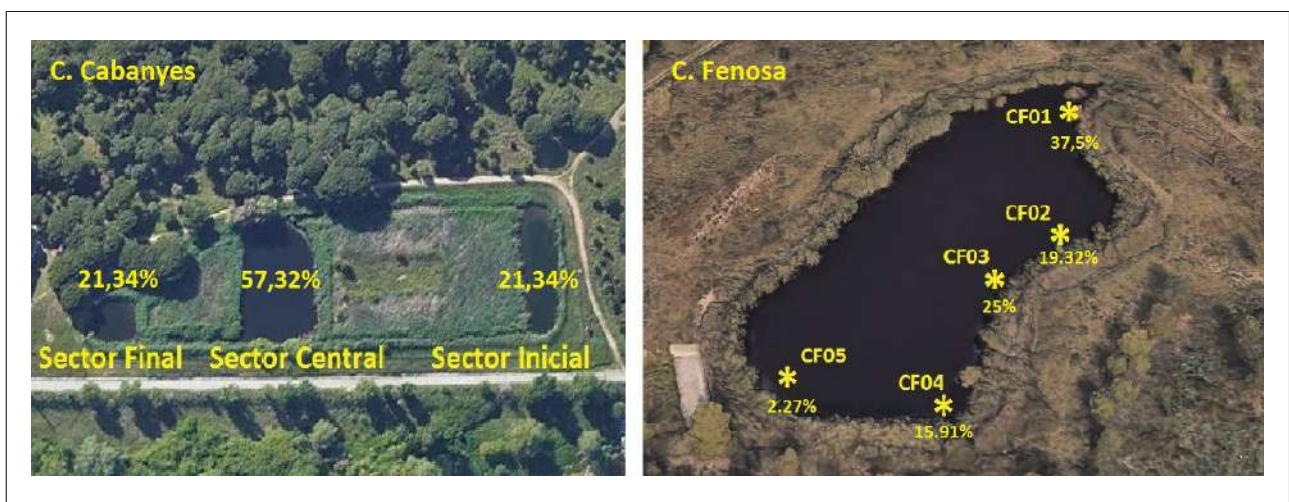 C. Cabanyes
21,34%
57,32%
21,34%
Sector Final
Sector Central
Sector Inicial
C. Fenosa
CF01
37,5%
CF02
19.32%
CF03
25%
CF05
2.27%
CF04
15.91%